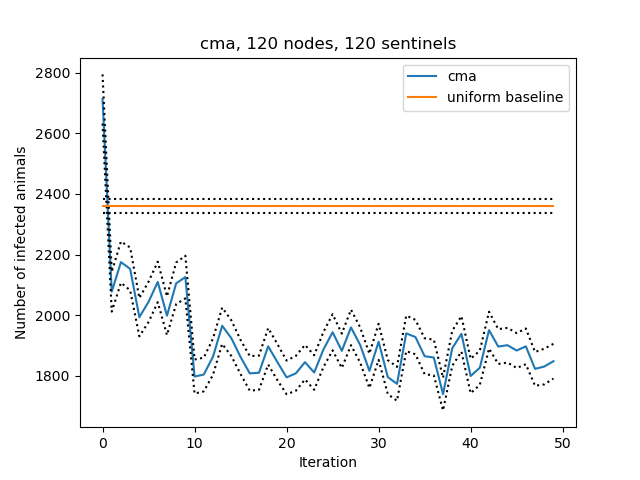 cma, 120 nodes, 120 sentinels
cma
uniform baseline
Number of infected animals
2800
2600
2400
2200
2000
1800
0 10 20 30 40 50
Iteration